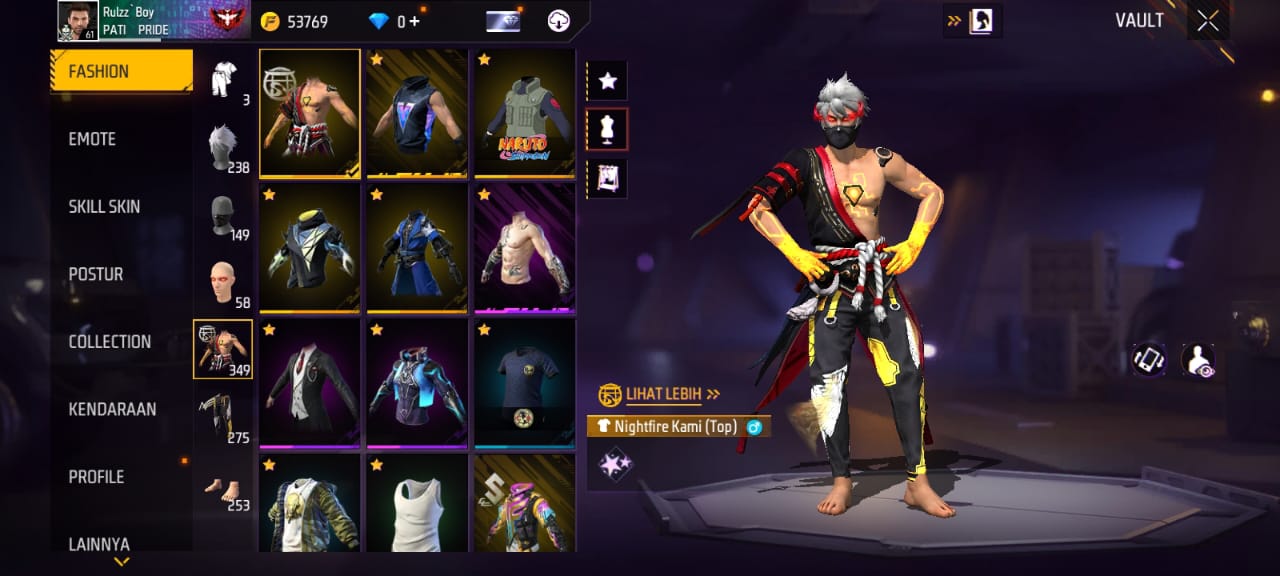 Rulzz`Boy
PATI PRIDE
61
53769
0+
VAULT
FASHION
EMOTE
SKILL SKIN
POSTUR
COLLECTION
KENDARAAN
PROFILE
LAINNYA
3
238
149
58
349
275
253
V
NARUTO
SHIPPUDEN
S
LIHAT LEBIH >>
Nightfire Kami (Top)